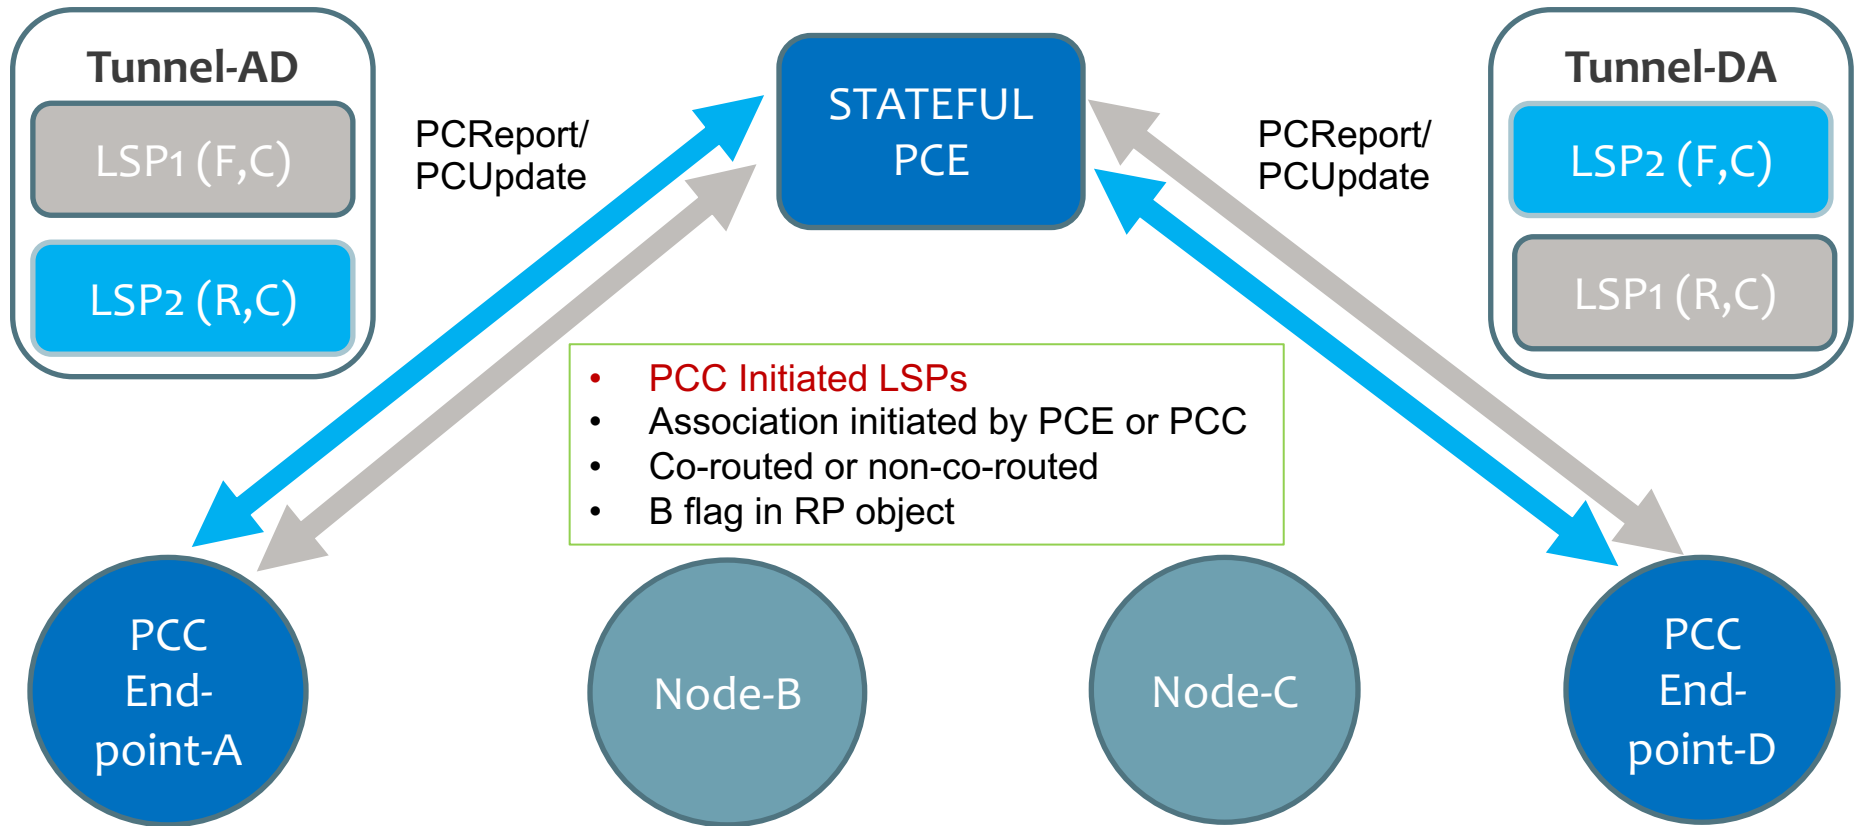 Tunnel-AD
LSP1 (F,C)
LSP2 (R,C)
PCReport/
PCUpdate
STATEFUL
PCE
PCReport/
PCUpdate
Tunnel-DA
LSP2 (F,C)
LSP1 (R,C)
• PCC Initiated LSPs
• Association initiated by PCE or PCC
• Co-routed or non-co-routed
• B flag in RP object
PCC
End-
point-A
Node-B
Node-C
PCC
End-
point-D